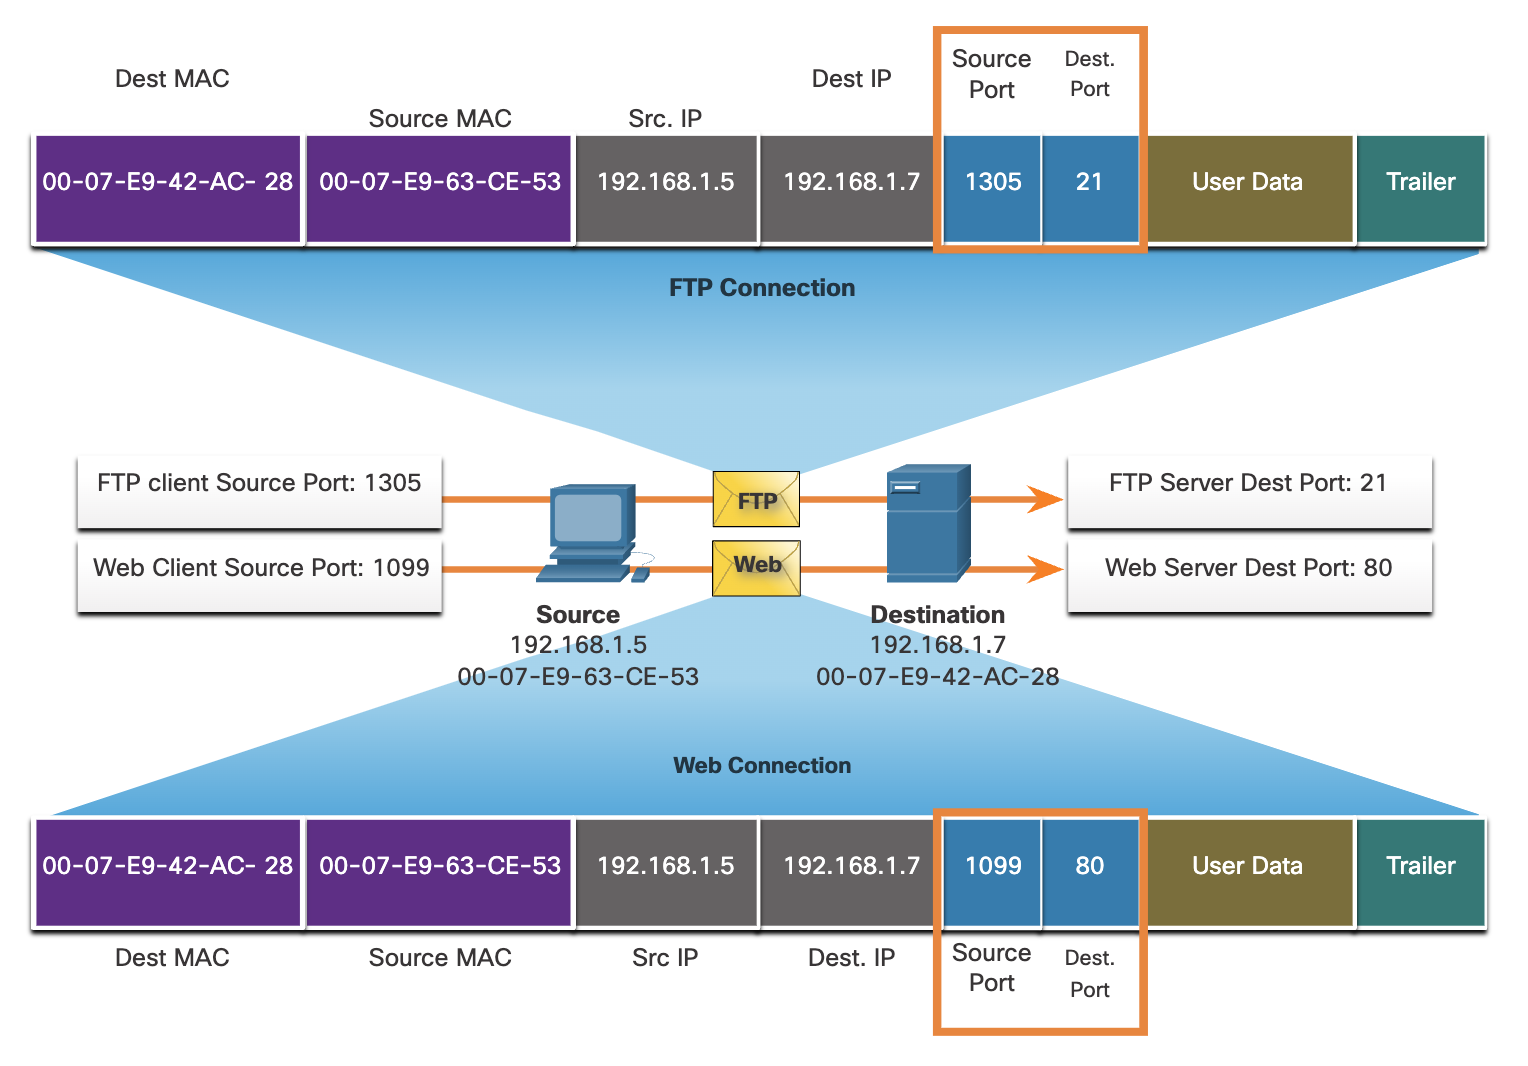 Dest MAC
Source MAC
Src. IP
Dest IP
Source
Port
Dest.
Port
00-07-E9-42-AC- 28
00-07-E9-63-CE-53
192.168.1.5
192.168.1.7
1305
21
User Data
Trailer
FTP Connection
FTP client Source Port: 1305
FTP
FTP Server Dest Port: 21
Web Client Source Port: 1099
Web
Web Server Dest Port: 80
Source
192.168.1.5
00-07-E9-63-CE-53
Destination
192.168.1.7
00-07-E9-42-AC-28
Web Connection
00-07-E9-42-AC- 28
00-07-E9-63-CE-53
192.168.1.5
192.168.1.7
1099
80
User Data
Trailer
Dest MAC
Source MAC
Src IP
Dest. IP
Source
Port
Dest.
Port